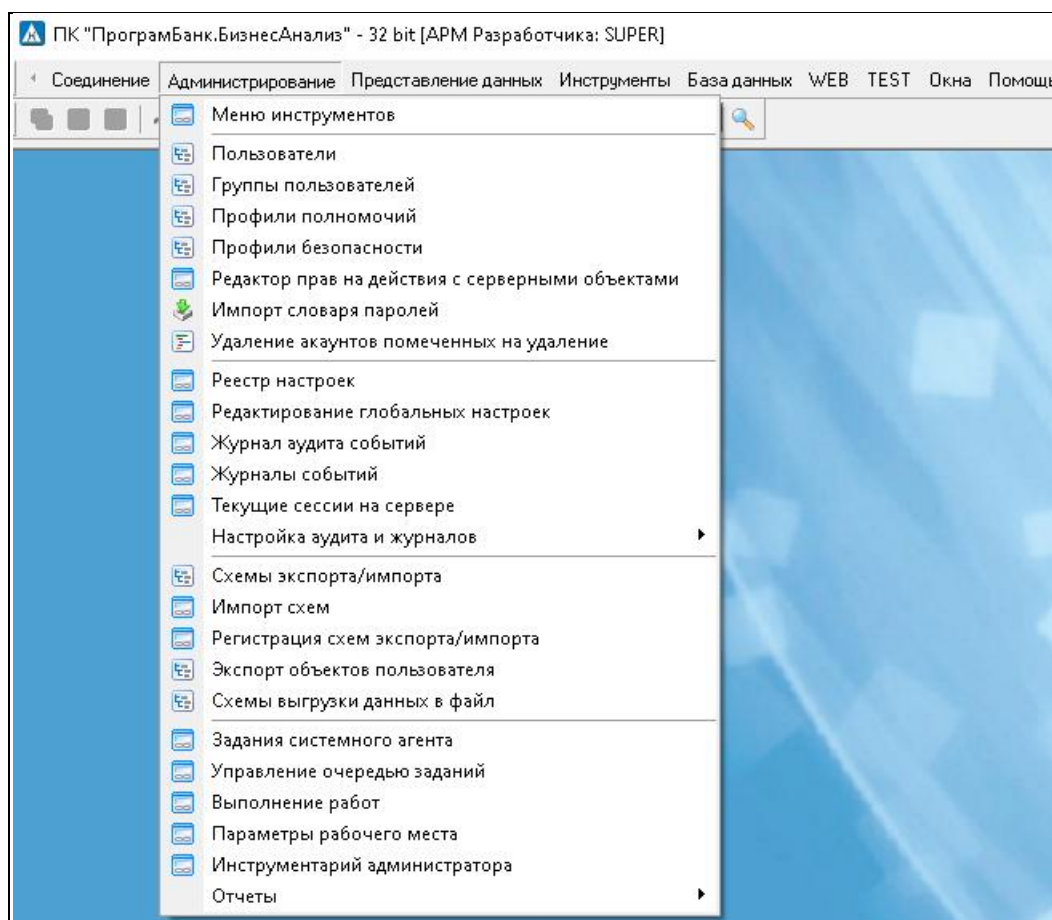 ПК "ПрограмБанк.БизнесАнализ" - 32 bit [АРМ Разработчика: SUPER]
Соединение Администрирование Представление данных Инструменты База данных WEB TEST Окна Помощь
Меню инструментов
Пользователи
Группы пользователей
Профили полномочий
Профили безопасности
Редактор прав на действия с серверными объектами
Импорт словаря паролей
Удаление акаунтов помеченных на удаление
Реестр настроек
Редактирование глобальных настроек
Журнал аудита событий
Журналы событий
Текущие сессии на сервере
Настройка аудита и журналов
Схемы экспорта/импорта
Импорт схем
Регистрация схем экспорта/импорта
Экспорт объектов пользователя
Схемы выгрузки данных в файл
Задания системного агента
Управление очередью заданий
Выполнение работ
Параметры рабочего места
Инструментарий администратора
Отчеты